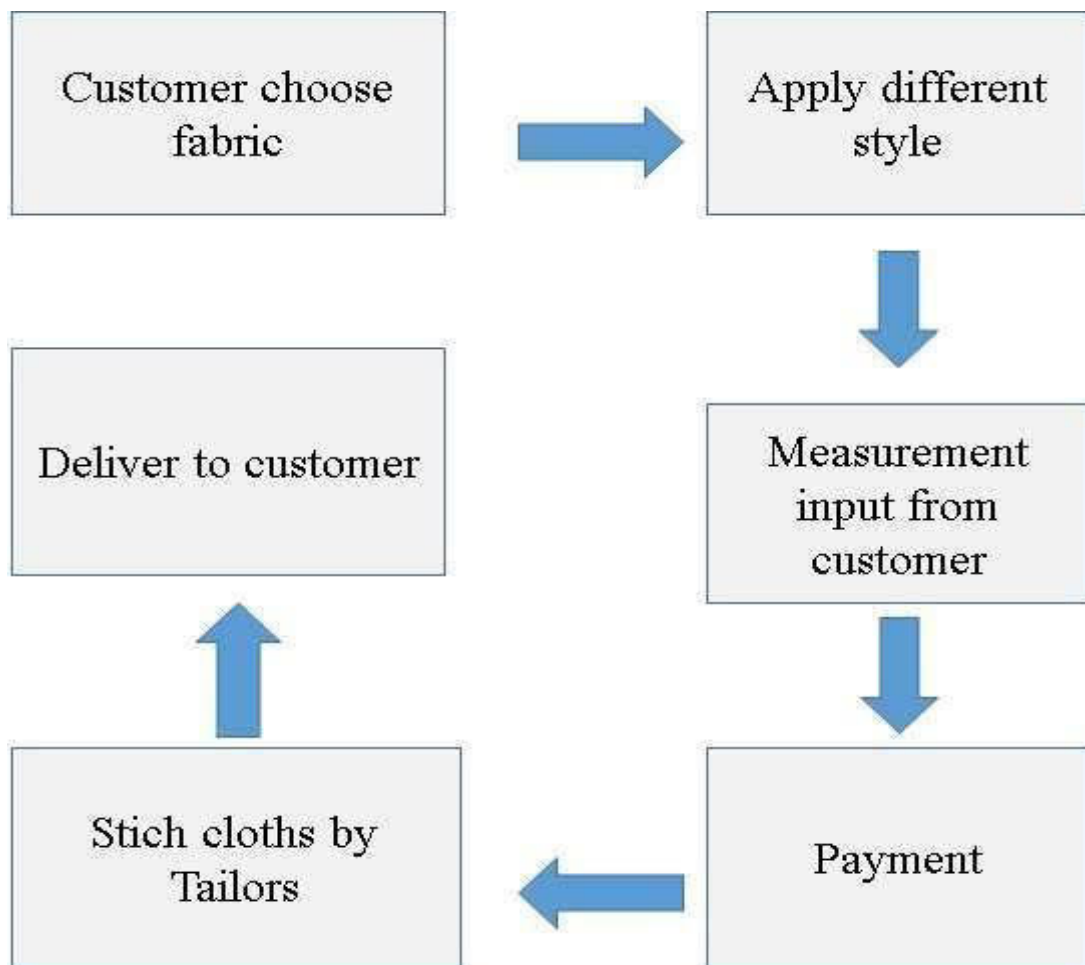 Customer choose
fabric
Apply different
style
Measurement
input from
customer
Payment
Stich cloths by
Tailors
Deliver to customer